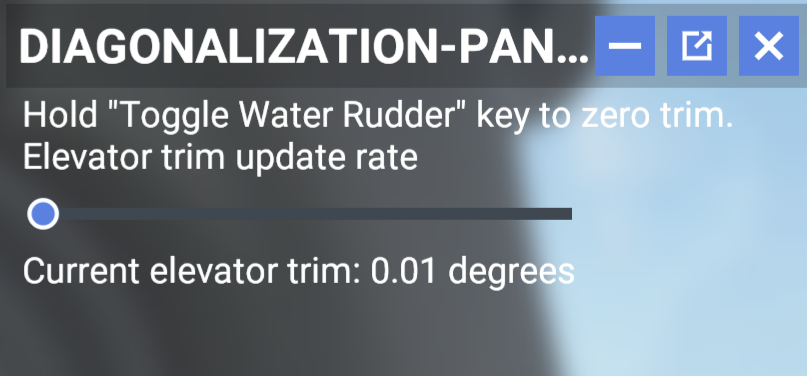 DIAGONALIZATION-PAN...
Hold "Toggle Water Rudder" key to zero trim.
Elevator trim update rate
Current elevator trim: 0.01 degrees